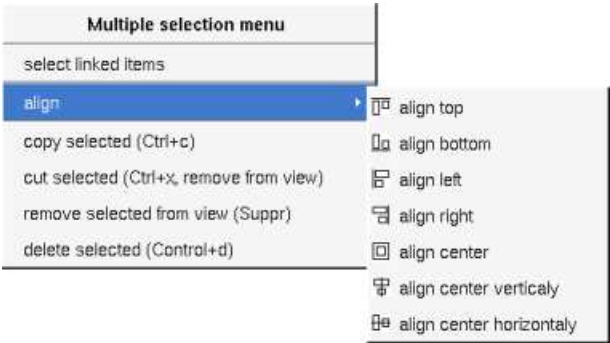 Multiple selection menu
select linked items
align
copy selected (Ctrl+c)
cut selected (Ctrl+x, remove from view)
remove selected from view (Suppr)
delete selected (Control+d)
align top
align bottom
align left
align right
align center
align center verticaly
align center horizontaly